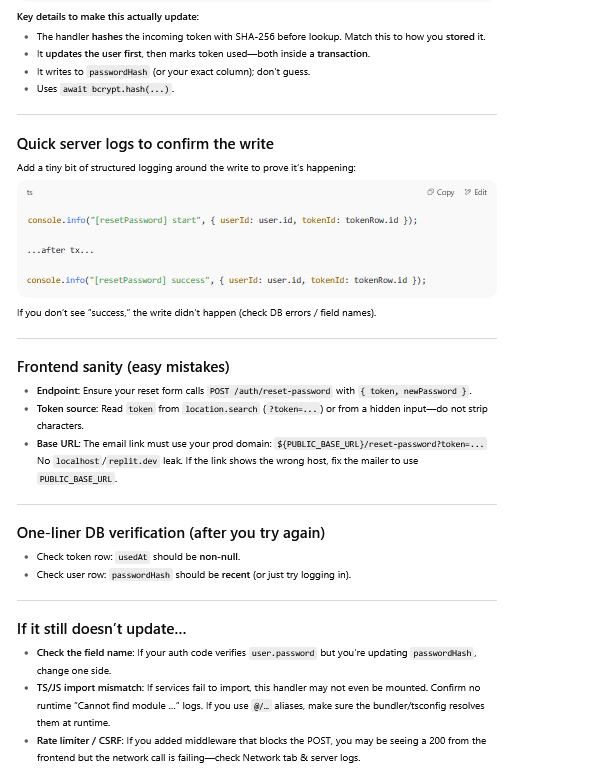 Key details to make this actually update:
• The handler hashes the incoming token with SHA-256 before lookup. Match this to how you stored it.
• It updates the user first, then marks token used—both inside a transaction.
• It writes to passwordHash (or your exact column); don't guess.
• Uses await bcrypt.hash(...).
Quick server logs to confirm the write
Add a tiny bit of structured logging around the write to prove it's happening:
ts
Copy
Edit
console.info("[resetPassword] start", { userId: user.id, tokenId: tokenRow.id });
...after tx...
console.info("[resetPassword] success", { userId: user.id, tokenId: tokenRow.id });
If you don't see "success," the write didn't happen (check DB errors / field names).
Frontend sanity (easy mistakes)
• Endpoint: Ensure your reset form calls POST /auth/reset-password with { token, newPassword }.
• Token source: Read token from location.search (?token=...) or from a hidden input—do not strip
characters.
• Base URL: The email link must use your prod domain: ${PUBLIC_BASE_URL}/reset-password?token=...
No localhost/replit.dev leak. If the link shows the wrong host, fix the mailer to use
PUBLIC_BASE_URL.
One-liner DB verification (after you try again)
• Check token row: usedAt should be non-null.
• Check user row: passwordHash should be recent (or just try logging in).
If it still doesn't update…
• Check the field name: If your auth code verifies user.password but you're updating passwordHash,
change one side.
• TS/JS import mismatch: If services fail to import, this handler may not even be mounted. Confirm no
runtime "Cannot find module …" logs. If you use @/… aliases, make sure the bundler/tsconfig resolves
them at runtime.
• Rate limiter / CSRF: If you added middleware that blocks the POST, you may be seeing a 200 from the
frontend but the network call is failing—check Network tab & server logs.